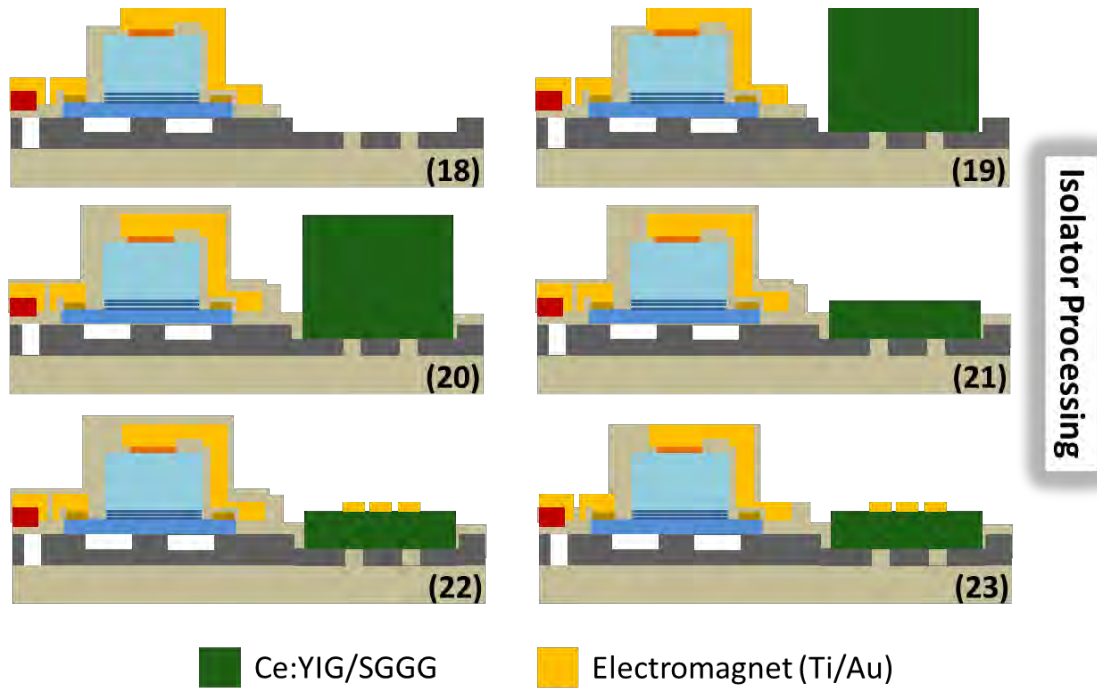 (18)
(19)
(20)
(21)
(22)
(23)
Isolator Processing
Ce:YIG/SGGG
Electromagnet (Ti/Au)